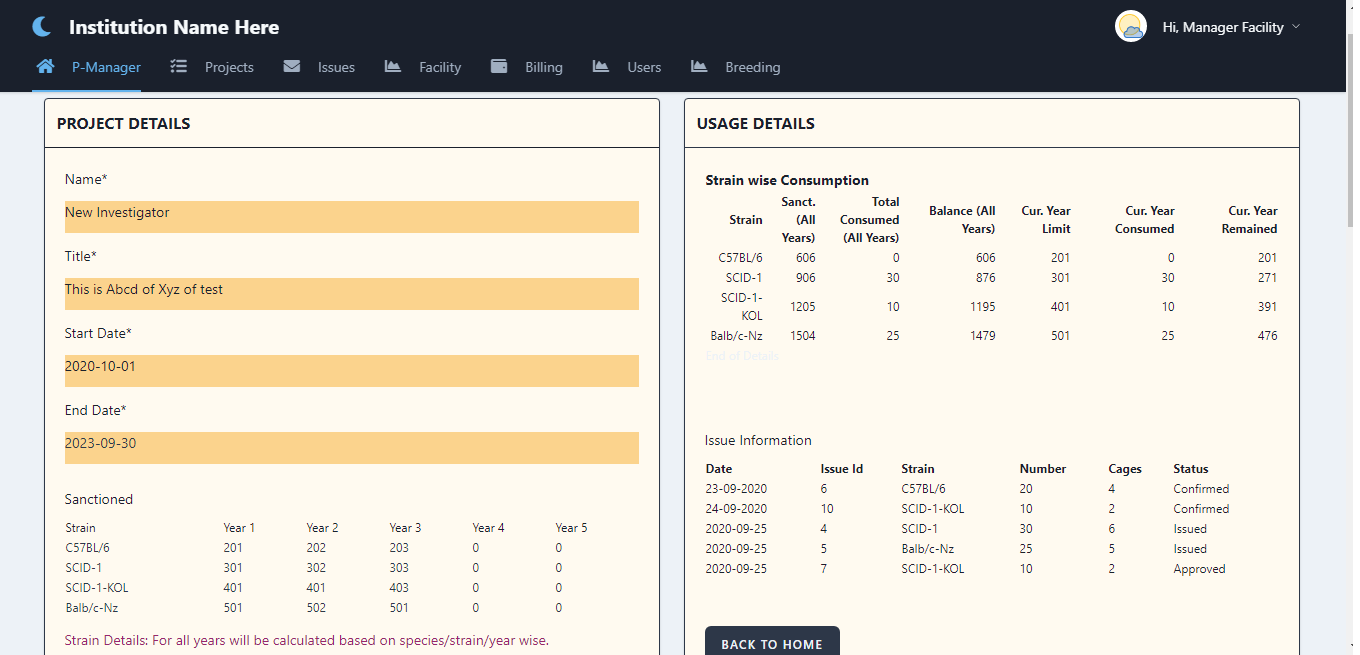 Institution Name Here
Hi, Manager Facility
P-Manager Projects Issues Facility Billing Users Breeding
PROJECT DETAILS
Name*
New Investigator
Title*
This is Abcd of Xyz of test
Start Date*
2020-10-01
End Date*
2023-09-30
Sanctioned
Strain Year 1 Year 2 Year 3 Year 4 Year 5
C57BL/6 201 202 203 0 0
SCID-1 301 302 303 0 0
SCID-1-KOL 401 401 403 0 0
Balb/c-Nz 501 502 501 0 0
Strain Details: For all years will be calculated based on species/strain/year wise.
USAGE DETAILS
Strain wise Consumption
Strain Sanct. (All Years) Total Consumed (All Years) Balance (All Years) Cur. Year Limit Cur. Year Consumed Cur. Year Remained
C57BL/6 606 0 606 201 0 201
SCID-1 906 30 876 301 30 271
SCID-1-KOL 1205 10 1195 401 10 391
Balb/c-Nz 1504 25 1479 501 25 476
End of Details
Issue Information
Date Issue Id Strain Number Cages Status
23-09-2020 6 C57BL/6 20 4 Confirmed
24-09-2020 10 SCID-1-KOL 10 2 Confirmed
2020-09-25 4 SCID-1 30 6 Issued
2020-09-25 5 Balb/c-Nz 25 5 Issued
2020-09-25 7 SCID-1-KOL 10 2 Approved
BACK TO HOME